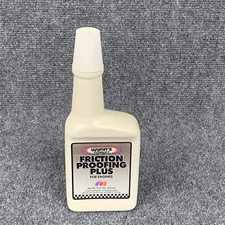 WYNN'S
FRICTION
PROOFING
PLUS
FOR ENGINES